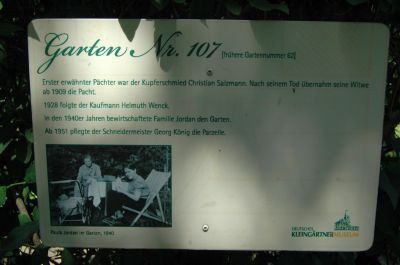 Garten Nr. 107 [frühere Gartennummer 62]
Erster erwähnter Pächter war der Kupferschmied Christian Salzmann. Nach seinem Tod übernahm seine Witwe
ab 1909 die Pacht.
1928 folgte der Kaufmann Helmuth Wenck.
In den 1940er Jahren bewirtschaftete Familie Jordan den Garten.
Ab 1951 pflegte der Schneidermeister Georg König die Parzelle.
Paula Jordan im Garten, 1940
DEUTSCHES
KLEINGÄRTNERMUSEUM